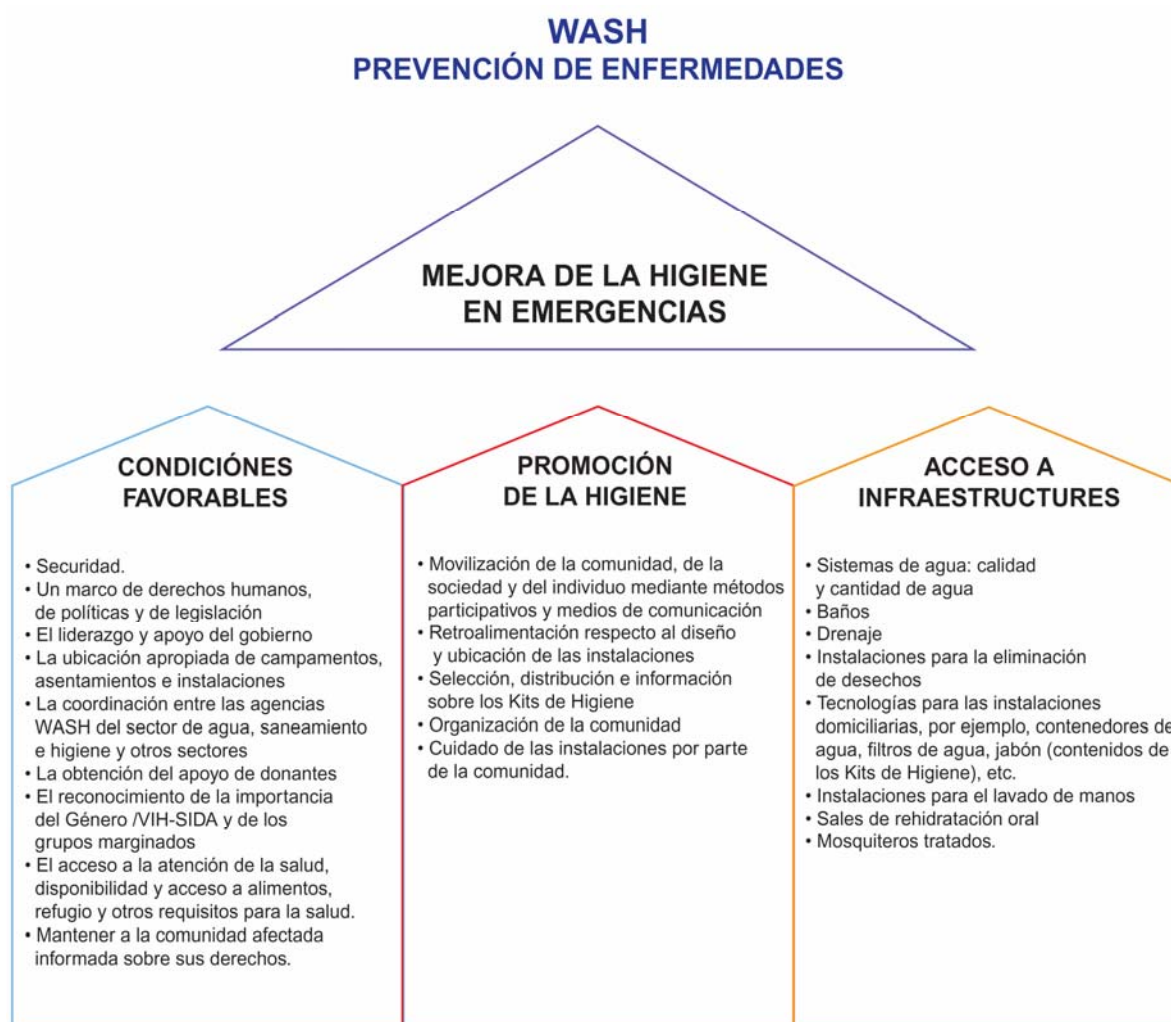 WASH
PREVENCIÓN DE ENFERMEDADES
MEJORA DE LA HIGIENE
EN EMERGENCIAS
CONDICIÓNES
FAVORABLES
• Securidad.
• Un marco de derechos humanos,
de políticas y de legislación
• El liderazgo y apoyo del gobierno
• La ubicación apropiada de campamentos,
asentamientos e instalaciones
• La coordinación entre las agencias
WASH del sector de agua, saneamiento
e higiene y otros sectores
• La obtención del apoyo de donantes
• El reconocimiento de la importancia
del Género /VIH-SIDA y de los
grupos marginados
• El acceso a la atención de la salud,
disponibilidad y acceso a alimentos,
refugio y otros requisitos para la salud.
• Mantener a la comunidad afectada
informada sobre sus derechos.
PROMOCIÓN
DE LA HIGIENE
• Movilización de la comunidad, de la
sociedad y del individuo mediante métodos
participativos y medios de comunicación
• Retroalimentación respecto al diseño
y ubicación de las instalaciones
• Selección, distribución e información
sobre los Kits de Higiene
• Organización de la comunidad
• Cuidado de las instalaciones por parte
de la comunidad.
ACCESO A
INFRAESTRUCTURES
• Sistemas de agua: calidad
y cantidad de agua
• Baños
• Drenaje
• Instalaciones para la eliminación
de desechos
• Tecnologías para las instalaciones
domiciliarias, por ejemplo, contenedores de
agua, filtros de agua, jabón (contenidos de
los Kits de Higiene), etc.
• Instalaciones para el lavado de manos
• Sales de rehidratación oral
• Mosquiteros tratados.